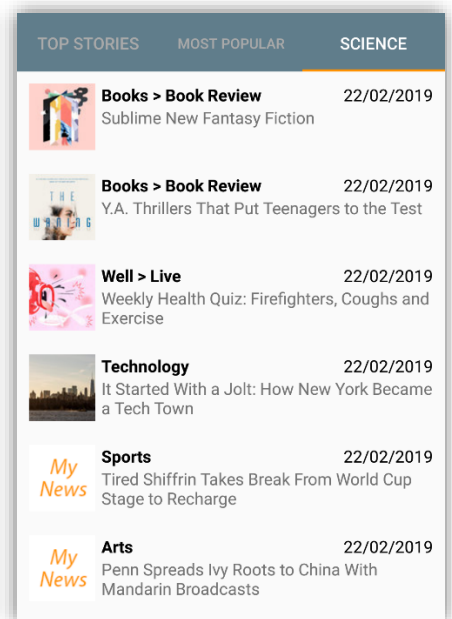 TOP STORIES MOST POPULAR SCIENCE
Books > Book Review 22/02/2019
Sublime New Fantasy Fiction
Books > Book Review 22/02/2019
Y.A. Thrillers That Put Teenagers to the Test
THE
WARNING
Well > Live 22/02/2019
Weekly Health Quiz: Firefighters, Coughs and
Exercise
Technology 22/02/2019
It Started With a Jolt: How New York Became
a Tech Town
My
News
Sports 22/02/2019
Tired Shiffrin Takes Break From World Cup
Stage to Recharge
My
News
Arts 22/02/2019
Penn Spreads Ivy Roots to China With
Mandarin Broadcasts